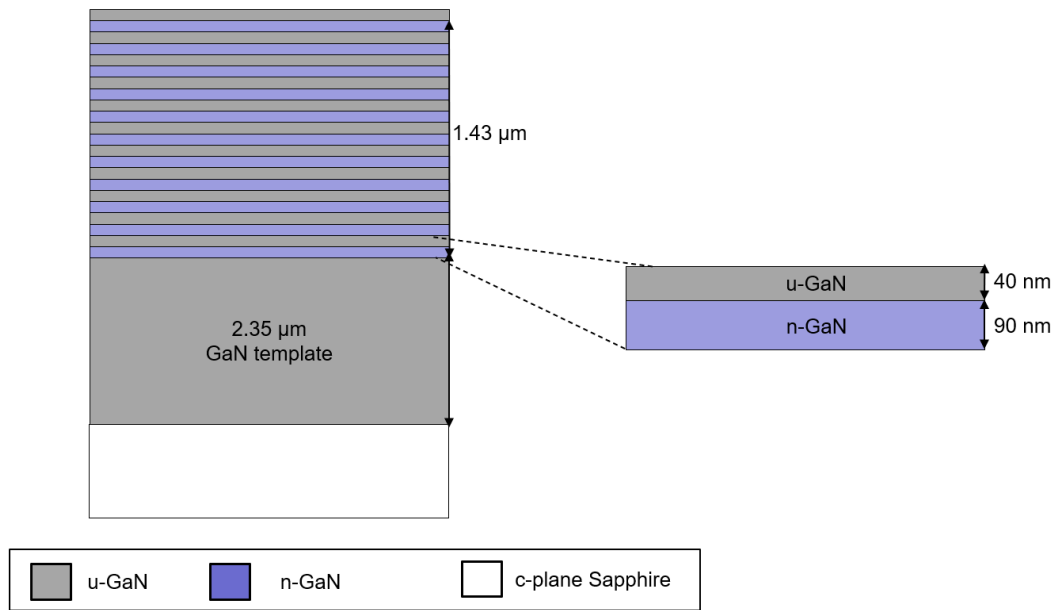 1.43 µm
u-GaN
40 nm
n-GaN
90 nm
2.35 µm
GaN template
u-GaN
n-GaN
c-plane Sapphire